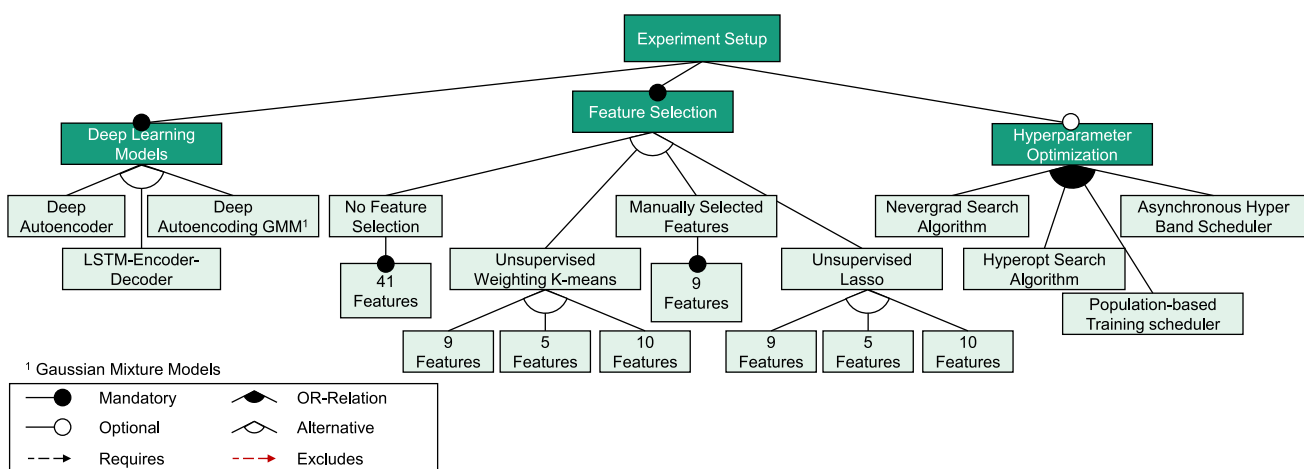 Experiment Setup
Feature Selection
Deep Learning
Models
Hyperparameter
Optimization
Deep
Autoencoder
Deep
Autoencoding GMM¹
LSTM-Encoder-
Decoder
No Feature
Selection
Manually Selected
Features
Nevergrad Search
Algorithm
Asynchronous Hyper
Band Scheduler
41
Features
Unsupervised
Weighting K-means
9
Features
Unsupervised
Lasso
Hyperopt Search
Algorithm
Population-based
Training scheduler
9
Features
5
Features
10
Features
9
Features
5
Features
10
Features
¹ Gaussian Mixture Models
Mandatory
OR-Relation
Optional
Alternative
Requires
Excludes